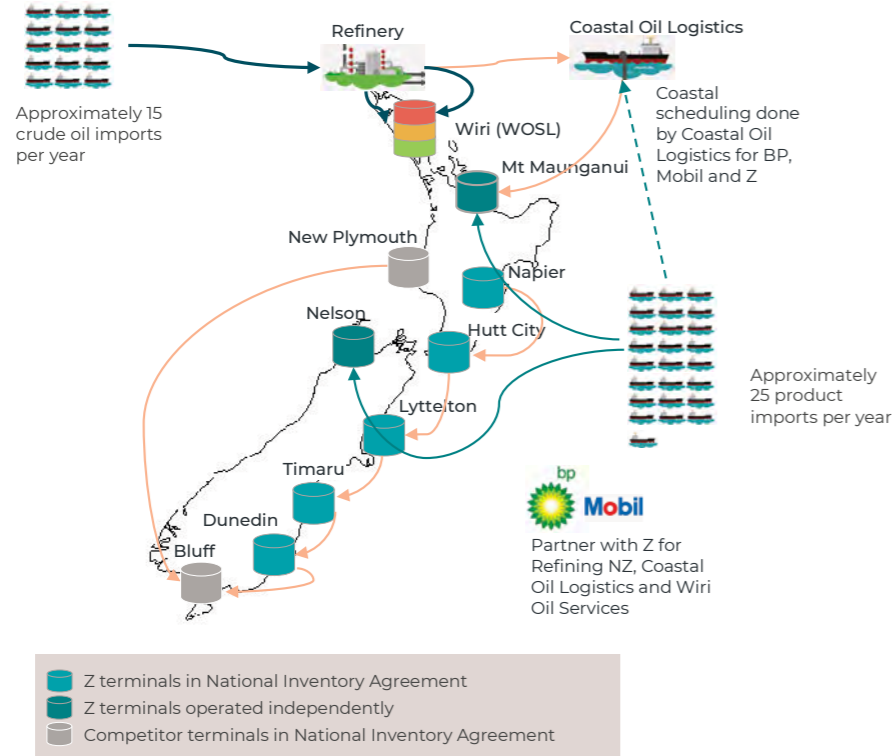 Refinery
Coastal Oil Logistics
Approximately 15
crude oil imports
per year
Coastal
scheduling done
by Coastal Oil
Logistics for BP,
Mobil and Z
Wiri (WOSL)
Mt Maunganui
New Plymouth
Napier
Nelson
Hutt City
Approximately
25 product
imports per year
Lyttelton
Timaru
Dunedin
Bluff
bp
Mobil
Partner with Z for
Refining NZ, Coastal
Oil Logistics and Wiri
Oil Services
Z terminals in National Inventory Agreement
Z terminals operated independently
Competitor terminals in National Inventory Agreement